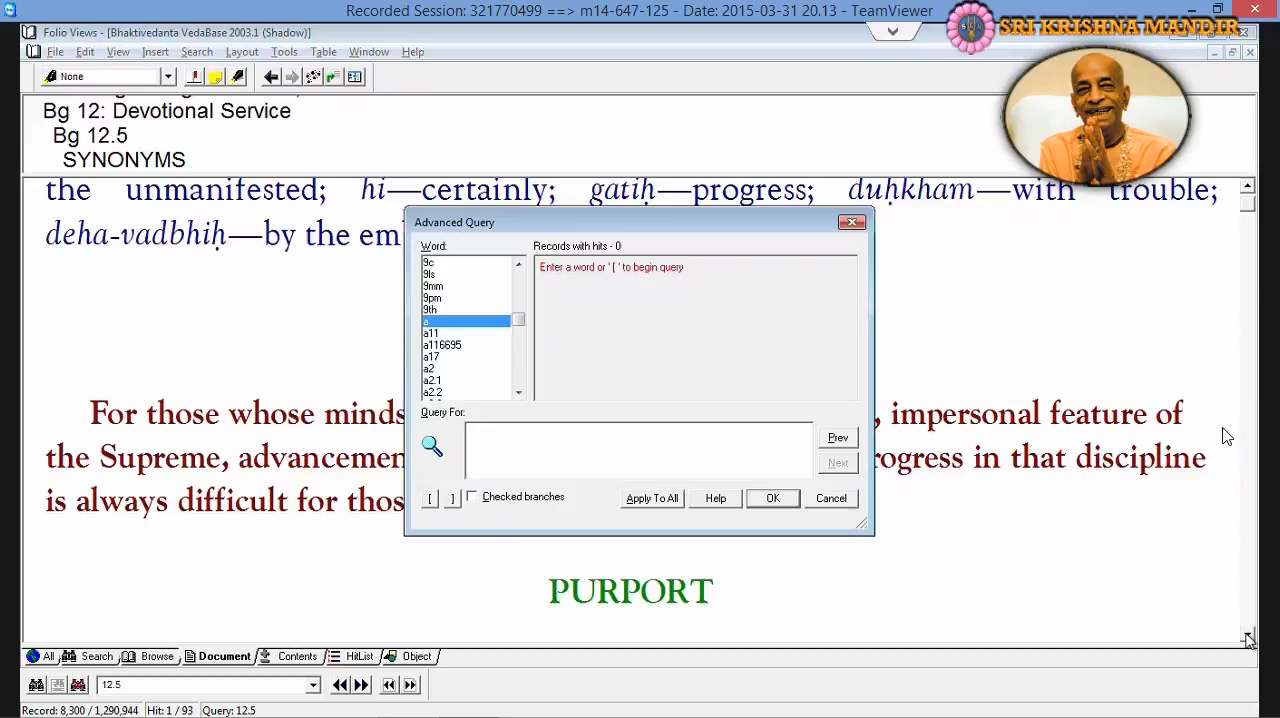 Recorded Session: 321770499 ==> m14-647-125 - Date: 2015-03-31 20.13 - TeamViewer
SRI KRISHNA MANDIR
Folio Views - [Bhaktivedanta VedaBase 2003.1 (Shadow)]
File Edit View Insert Search Layout Tools Table Window Help
None
Bg 12: Devotional Service
Bg 12.5
SYNONYMS
the unmanifested; hi—certainly; gatiḥ—progress; duḥkham—with trouble;
deha-vadbhiḥ—by the em
Advanced Query
Word:
Records with hits - 0
9c
9ls
9mm
9pm
9th
a
a11
a116695
a17
a2
a2.1
a2.2
Enter a word or ' [ ' to begin query
Query For:
Prev
Next
[ ] Checked branches
Apply To All Help OK Cancel
For those whose minds , impersonal feature of
the Supreme, advancemen rogress in that discipline
is always difficult for thos
PURPORT
All Search Browse Document Contents HitList Object
12.5
Record: 8,300 / 1,290,944 Hit: 1 / 93 Query: 12.5